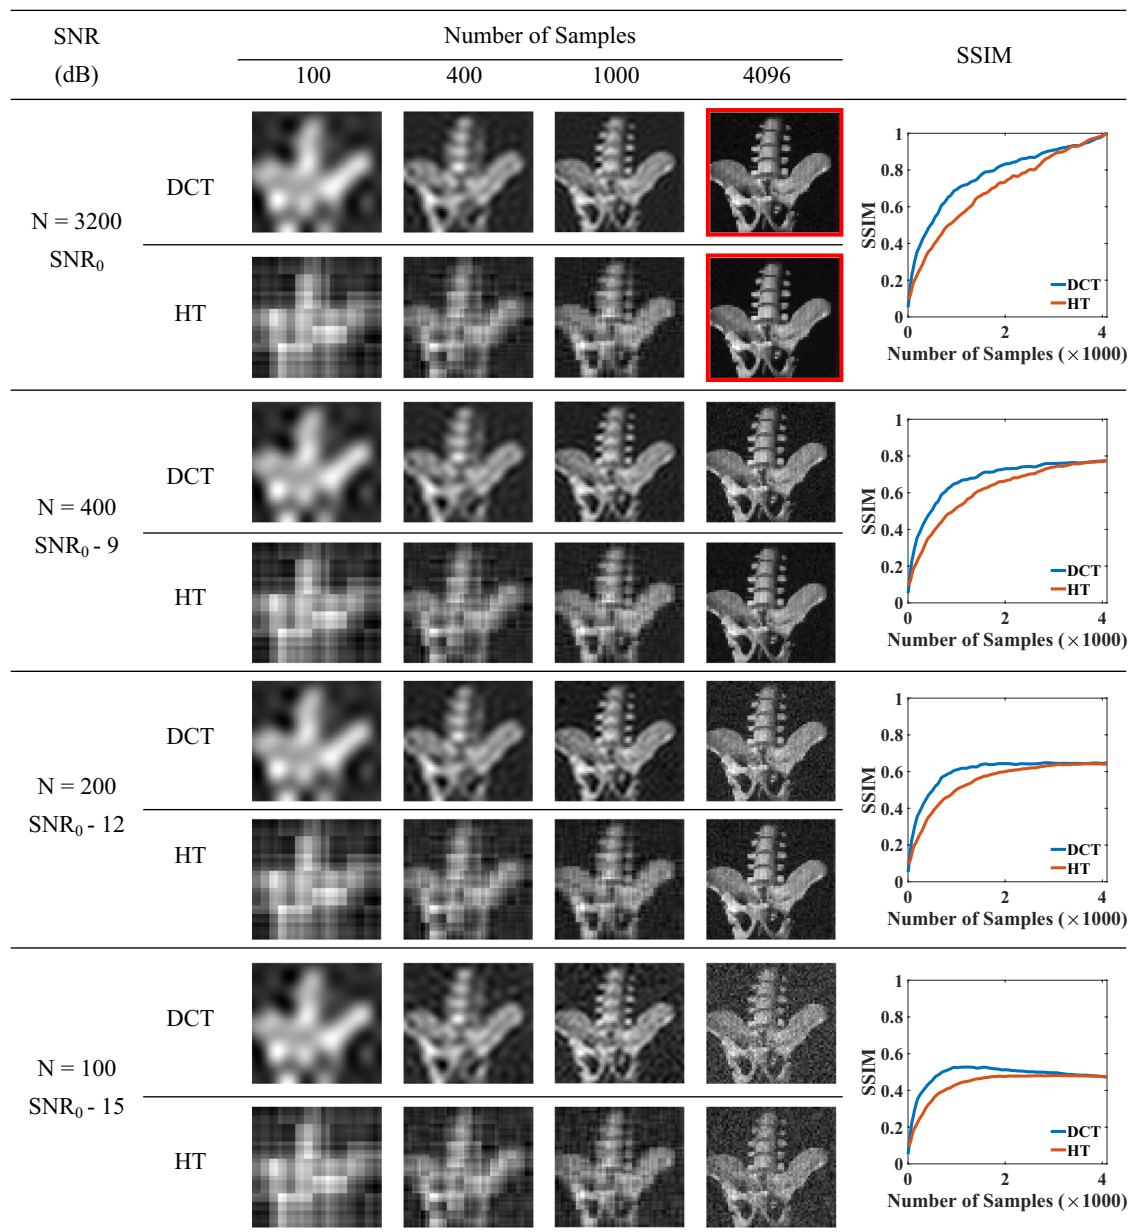 SNR
(dB)
Number of Samples
100 400 1000 4096
SSIM
N = 3200
SNR0
DCT
HT
1
0.8
0.6
0.4
0.2
0
SSIM
DCT
HT
0 2 4
Number of Samples (×1000)
N = 400
SNR0 - 9
DCT
HT
1
0.8
0.6
0.4
0.2
0
SSIM
DCT
HT
0 2 4
Number of Samples (×1000)
N = 200
SNR0 - 12
DCT
HT
1
0.8
0.6
0.4
0.2
0
SSIM
DCT
HT
0 2 4
Number of Samples (×1000)
N = 100
SNR0 - 15
DCT
HT
1
0.8
0.6
0.4
0.2
0
SSIM
DCT
HT
0 2 4
Number of Samples (×1000)